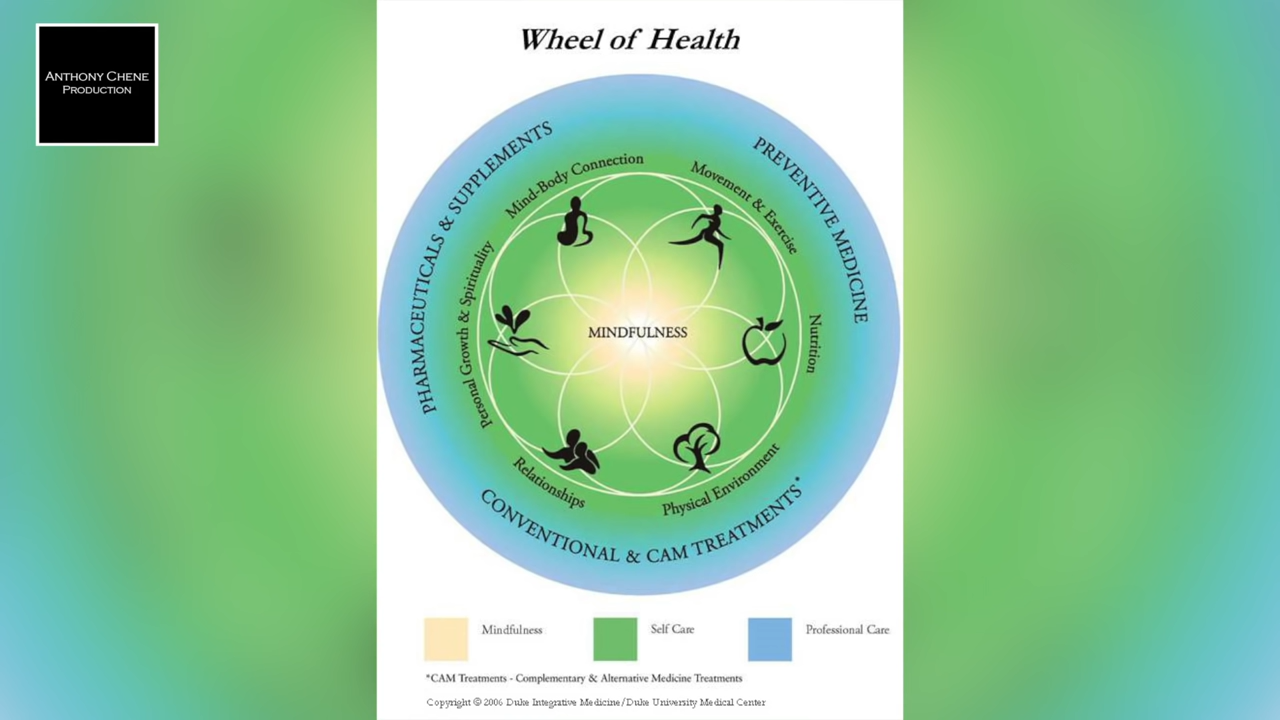 ANTHONY CHENE
PRODUCTION
Wheel of Health
PHARMACEUTICALS & SUPPLEMENTS
PREVENTIVE MEDICINE
Mind-Body Connection
Movement & Exercise
Personal Growth & Spirituality
MINDFULNESS
Nutrition
Relationships
Physical Environment
CONVENTIONAL & CAM TREATMENTS*
Mindfulness
Self Care
Professional Care
*CAM Treatments - Complementary & Alternative Medicine Treatments
Copyright © 2006 Duke Integrative Medicine/Duke University Medical Center